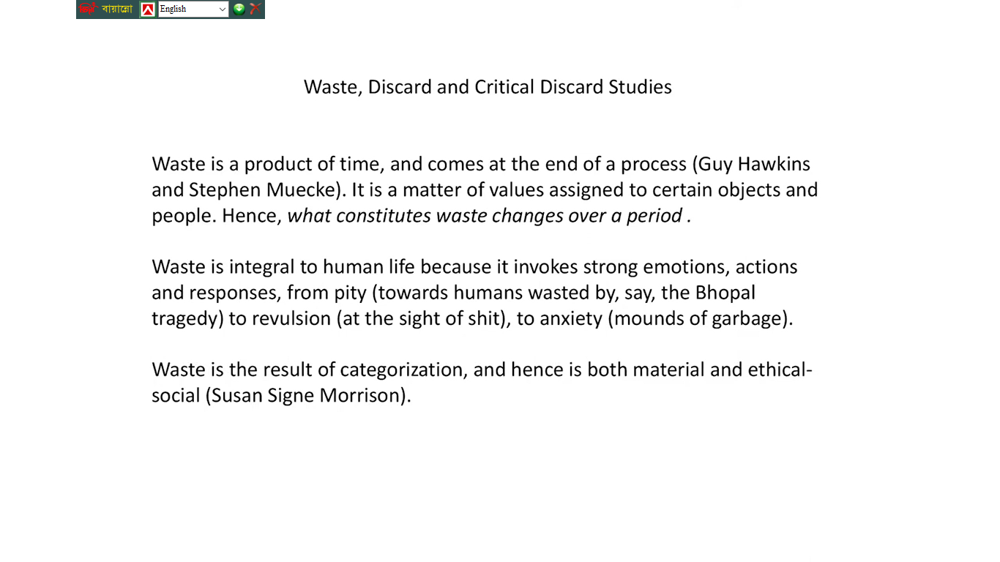 বায়ান্নো English
Waste, Discard and Critical Discard Studies
Waste is a product of time, and comes at the end of a process (Guy Hawkins
and Stephen Muecke). It is a matter of values assigned to certain objects and
people. Hence, what constitutes waste changes over a period .
Waste is integral to human life because it invokes strong emotions, actions
and responses, from pity (towards humans wasted by, say, the Bhopal
tragedy) to revulsion (at the sight of shit), to anxiety (mounds of garbage).
Waste is the result of categorization, and hence is both material and ethical-
social (Susan Signe Morrison).